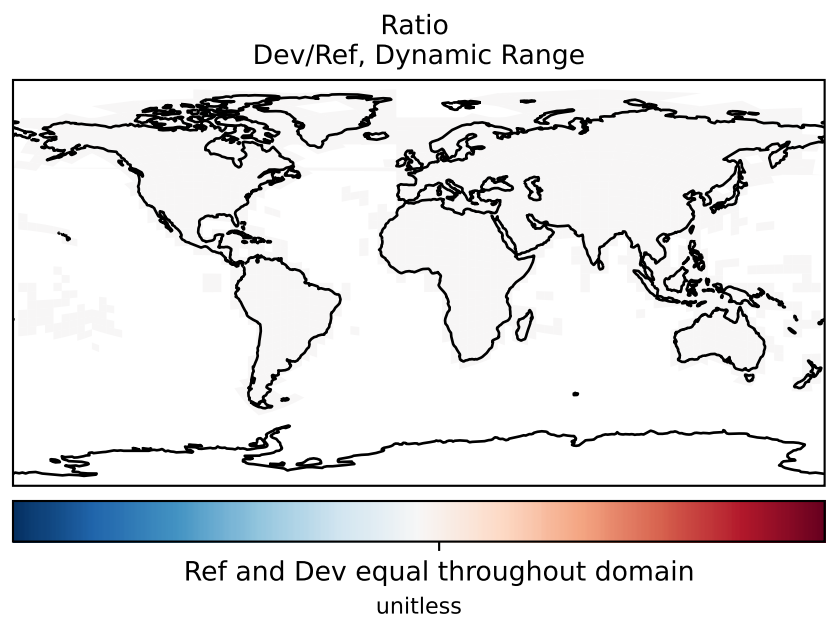 Ratio
Dev/Ref, Dynamic Range
Ref and Dev equal throughout domain
unitless